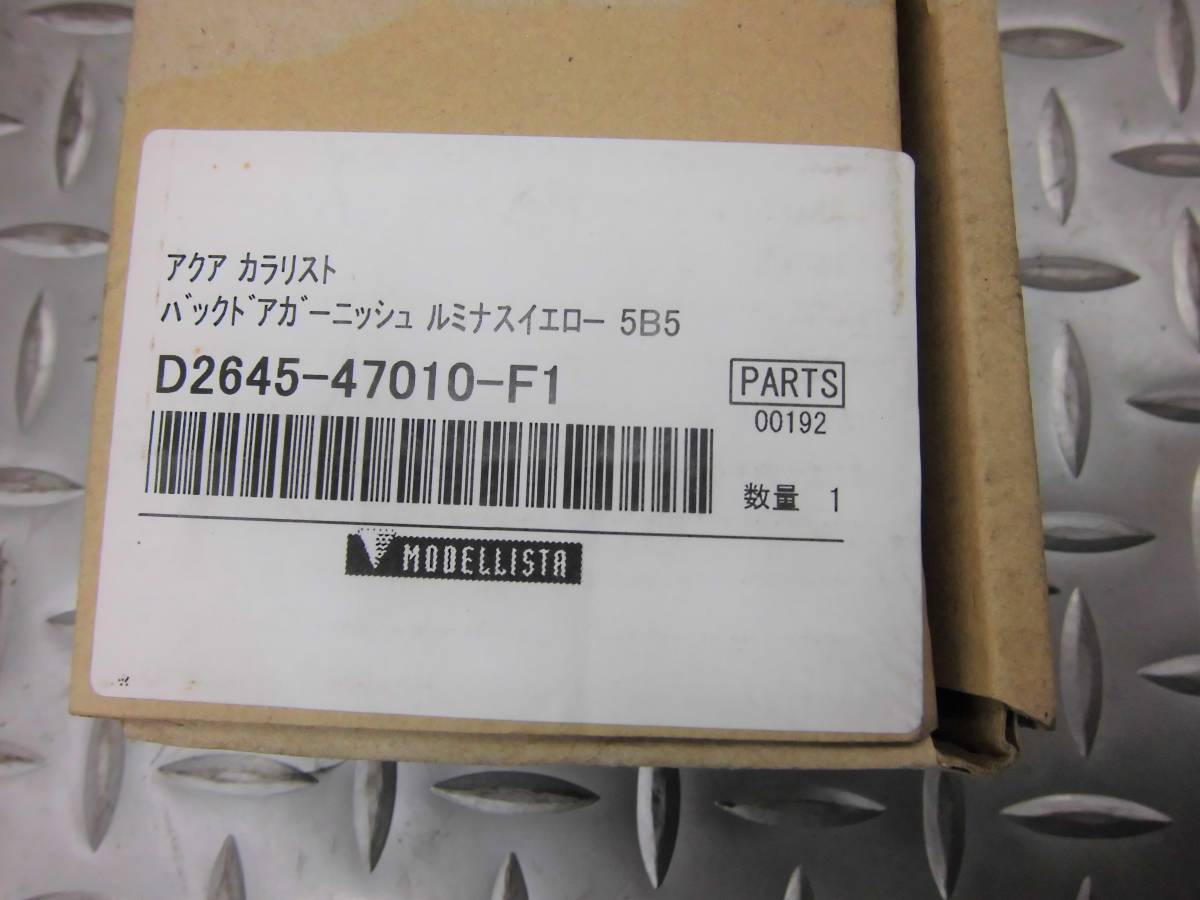 アクア カラリスト
バックドアガーニッシュ ルミナスイエロー 5B5
D2645-47010-F1
PARTS
00192
数量 1
MODELLISTA